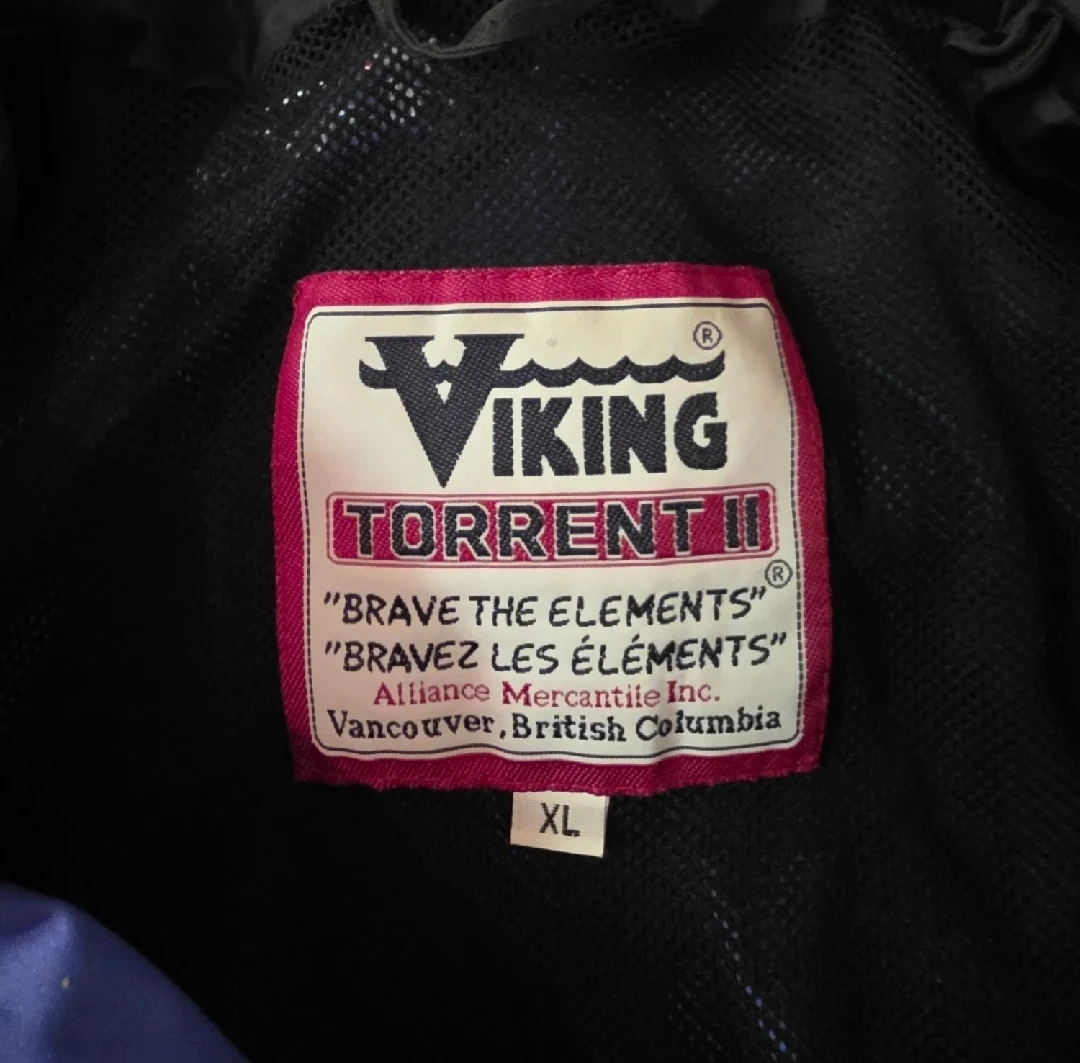 ®
VIKING
TORRENT II
®
"BRAVE THE ELEMENTS"
"BRAVEZ LES ÉLÉMENTS"
Alliance Mercantile Inc.
Vancouver, British Columbia
XL